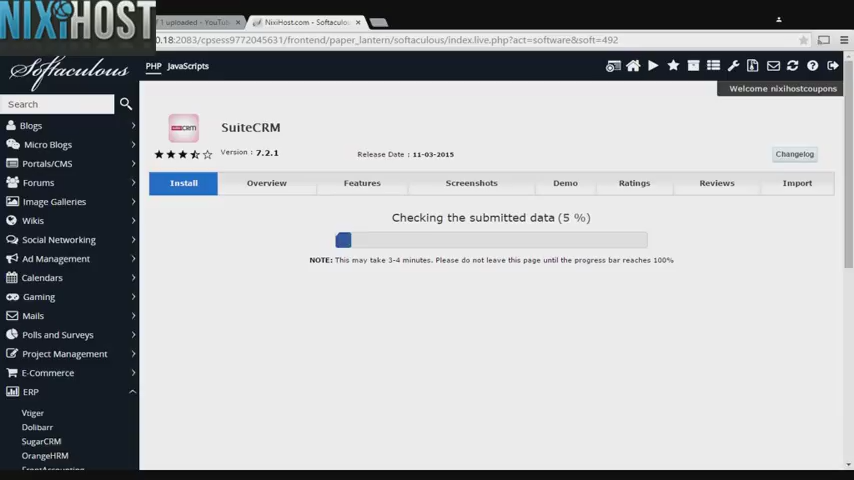 NIXIHOST
1 uploaded - YouTub
NixiHost.com - Softaculou
0.18:2083/cpsess9772045631/frontend/paper_lantern/softaculous/index.live.php?act=software&soft=492
Softaculous
PHP JavaScripts
Welcome nixihostcoupons
Search
Blogs
Micro Blogs
Portals/CMS
Forums
Image Galleries
Wikis
Social Networking
Ad Management
Calendars
Gaming
Mails
Polls and Surveys
Project Management
E-Commerce
ERP
Vtiger
Dolibarr
SugarCRM
OrangeHRM
FrontAccounting
SuiteCRM
Version : 7.2.1
Release Date : 11-03-2015
Changelog
Install Overview Features Screenshots Demo Ratings Reviews Import
Checking the submitted data (5 %)
NOTE: This may take 3-4 minutes. Please do not leave this page until the progress bar reaches 100%